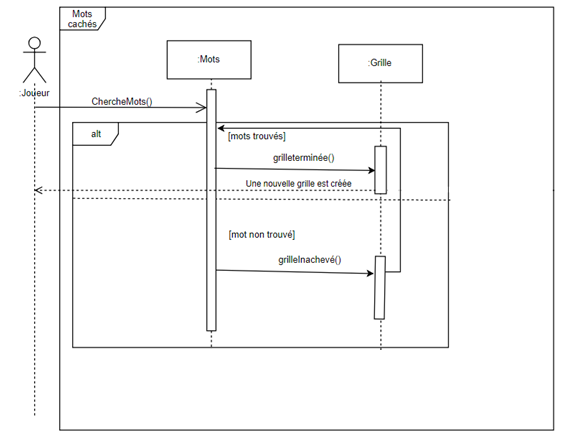 Mots
cachés
:Mots
:Grille
:Joueur
ChercheMots()
alt
[mots trouvés]
grilleterminée()
Une nouvelle grille est créée
[mot non trouvé]
grilleInachevé()